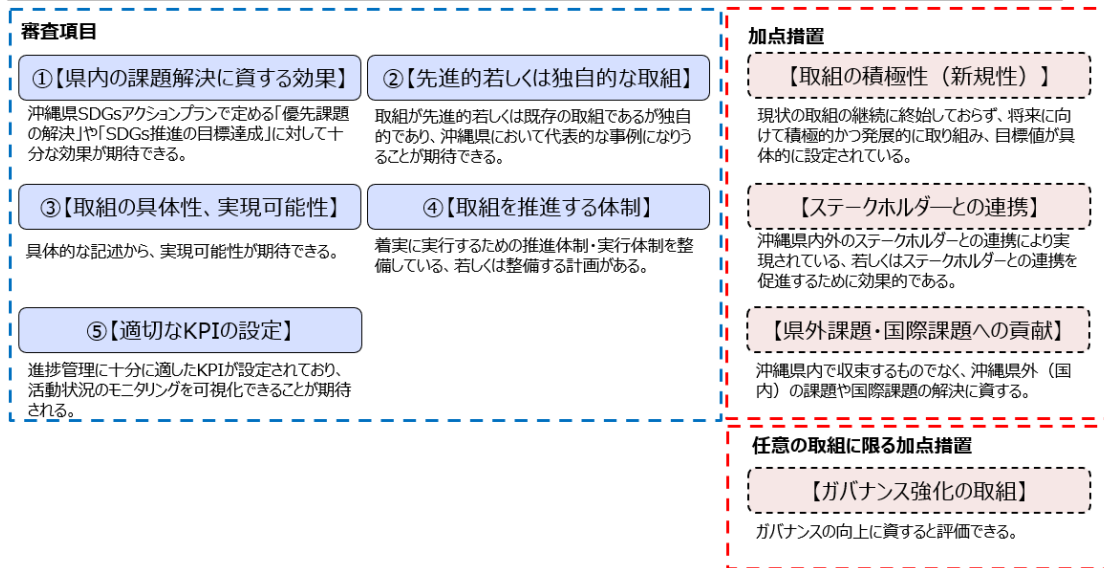 審査項目
①【県内の課題解決に資する効果】
沖縄県SDGsアクションプランで定める「優先課題
の解決」や「SDGs推進の目標達成」に対して十
分な効果が期待できる。
②【先進的若しくは独自的な取組】
取組が先進的若しくは既存の取組であるが独自
的であり、沖縄県において代表的な事例になりう
ることが期待できる。
③【取組の具体性、実現可能性】
具体的な記述から、実現可能性が期待できる。
④【取組を推進する体制】
着実に実行するための推進体制・実行体制を整
備している、若しくは整備する計画がある。
⑤【適切なKPIの設定】
進捗管理に十分に適したKPIが設定されており、
活動状況のモニタリングを可視化できることが期待
される。
加点措置
【取組の積極性（新規性）】
現状の取組の継続に終始しておらず、将来に向
けて積極的かつ発展的に取り組み、目標値が具
体的に設定されている。
【ステークホルダ―との連携】
沖縄県内外のステークホルダーとの連携により実
現されている、若しくはステークホルダーとの連携を
促進するために効果的である。
【県外課題・国際課題への貢献】
沖縄県内で収束するものでなく、沖縄県外（国
内）の課題や国際課題の解決に資する。
任意の取組に限る加点措置
【ガバナンス強化の取組】
ガバナンスの向上に資すると評価できる。